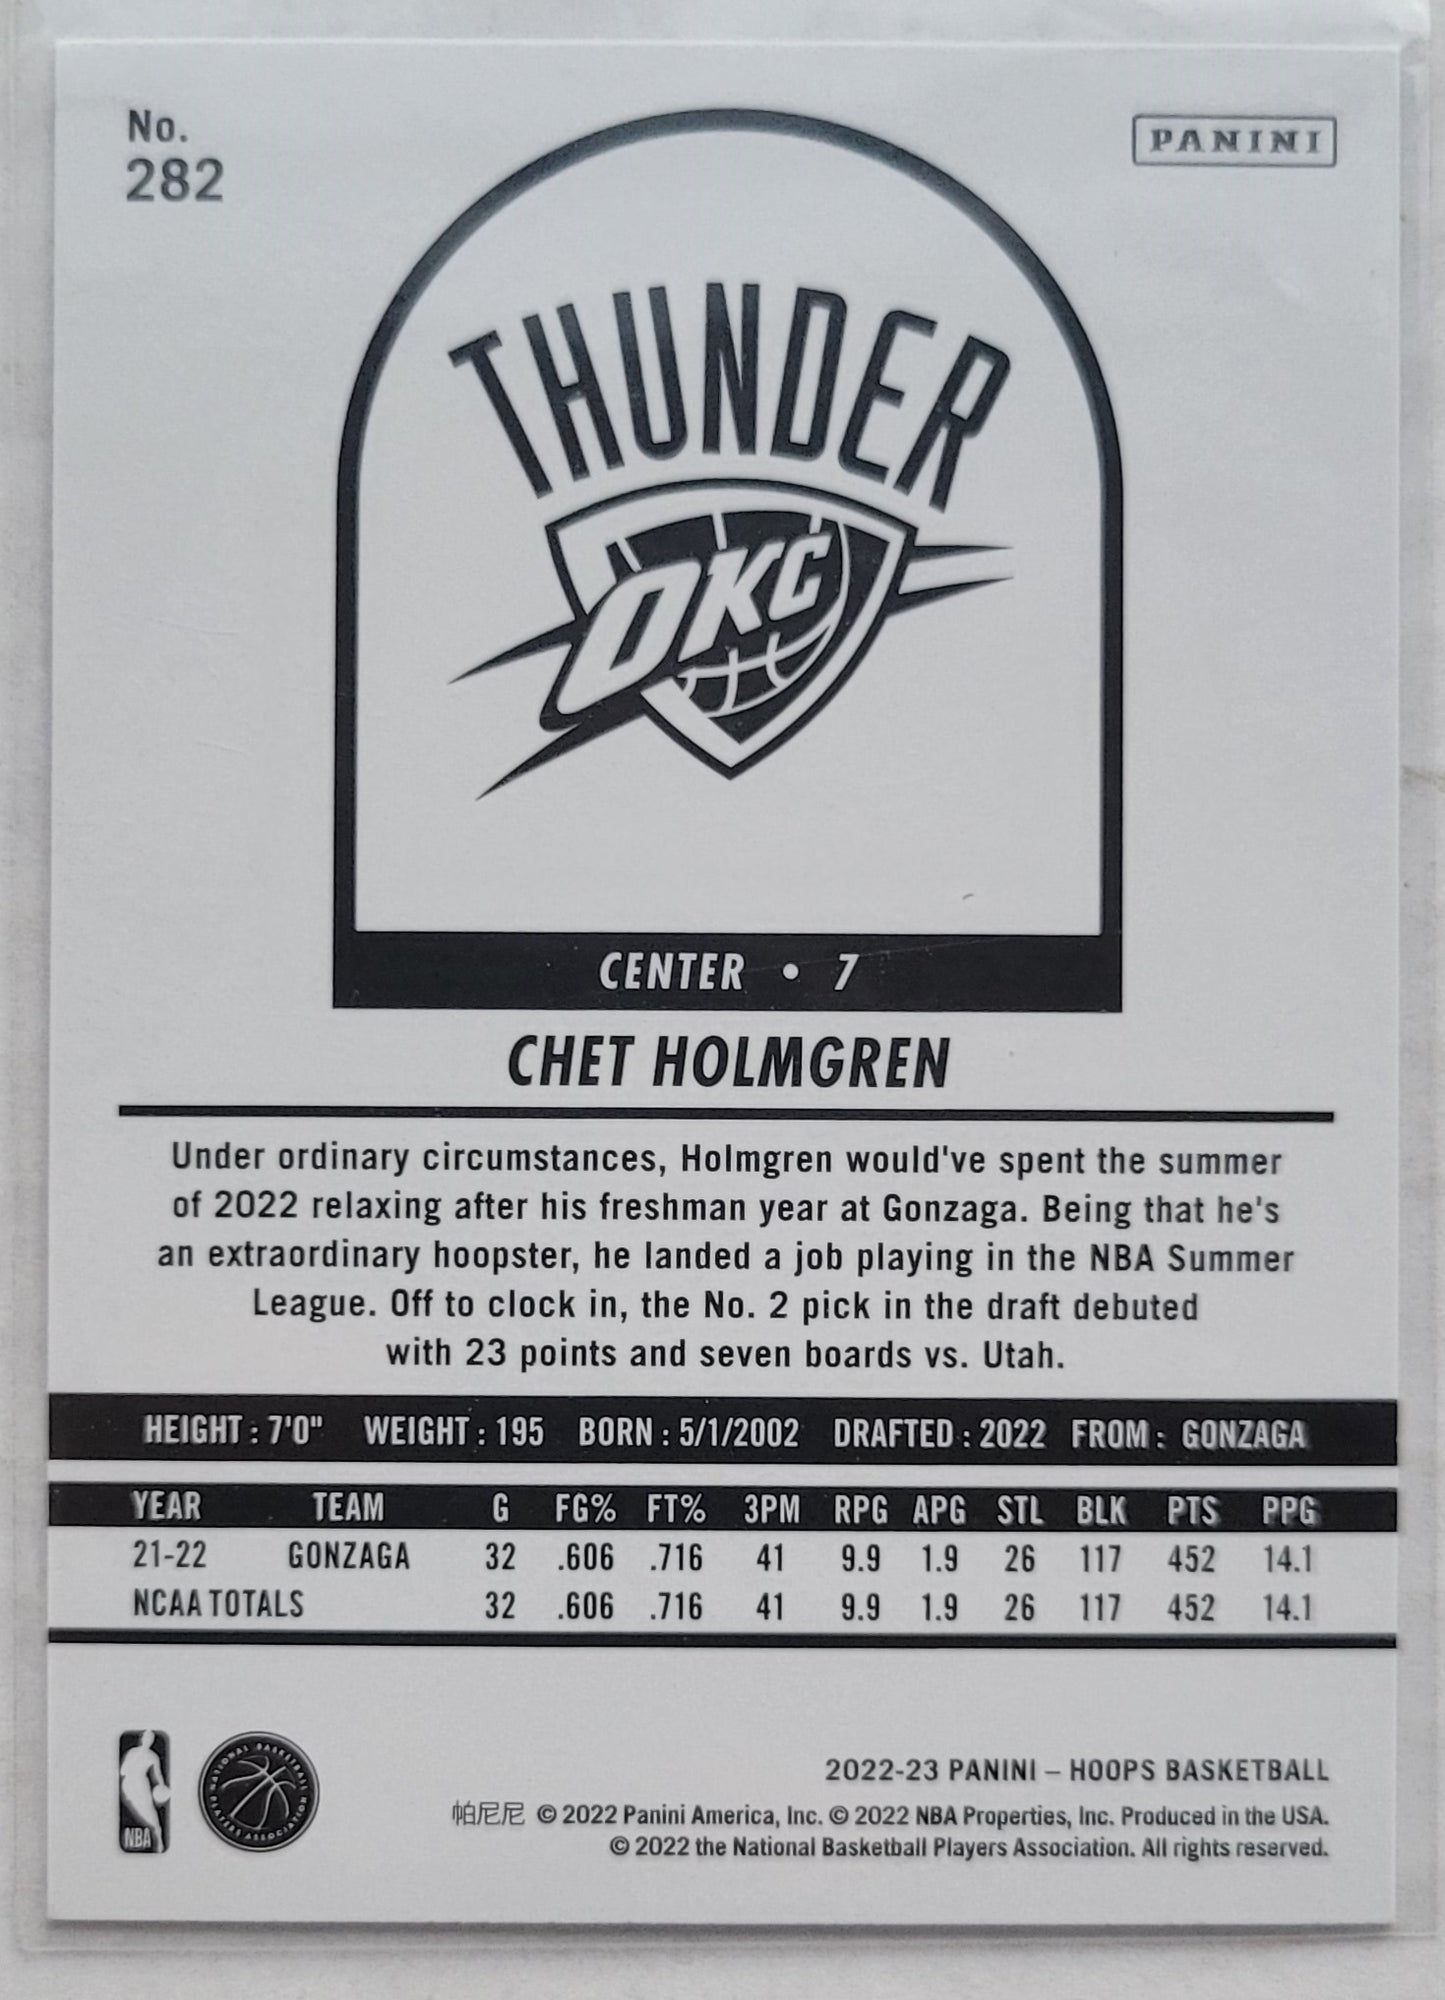 No.
282
PANINI
THUNDER
OKC
CENTER • 7
CHET HOLMGREN
Under ordinary circumstances, Holmgren would've spent the summer
of 2022 relaxing after his freshman year at Gonzaga. Being that he's
an extraordinary hoopster, he landed a job playing in the NBA Summer
League. Off to clock in, the No. 2 pick in the draft debuted
with 23 points and seven boards vs. Utah.
HEIGHT : 7'0" WEIGHT : 195 BORN : 5/1/2002 DRAFTED : 2022 FROM : GONZAGA
YEAR TEAM G FG% FT% 3PM RPG APG STL BLK PTS PPG
21-22 GONZAGA 32 .606 .716 41 9.9 1.9 26 117 452 14.1
NCAA TOTALS 32 .606 .716 41 9.9 1.9 26 117 452 14.1
NBA
NATIONAL BASKETBALL PLAYERS ASSOCIATION
2022-23 PANINI – HOOPS BASKETBALL
帕尼尼 © 2022 Panini America, Inc. © 2022 NBA Properties, Inc. Produced in the USA.
© 2022 the National Basketball Players Association. All rights reserved.